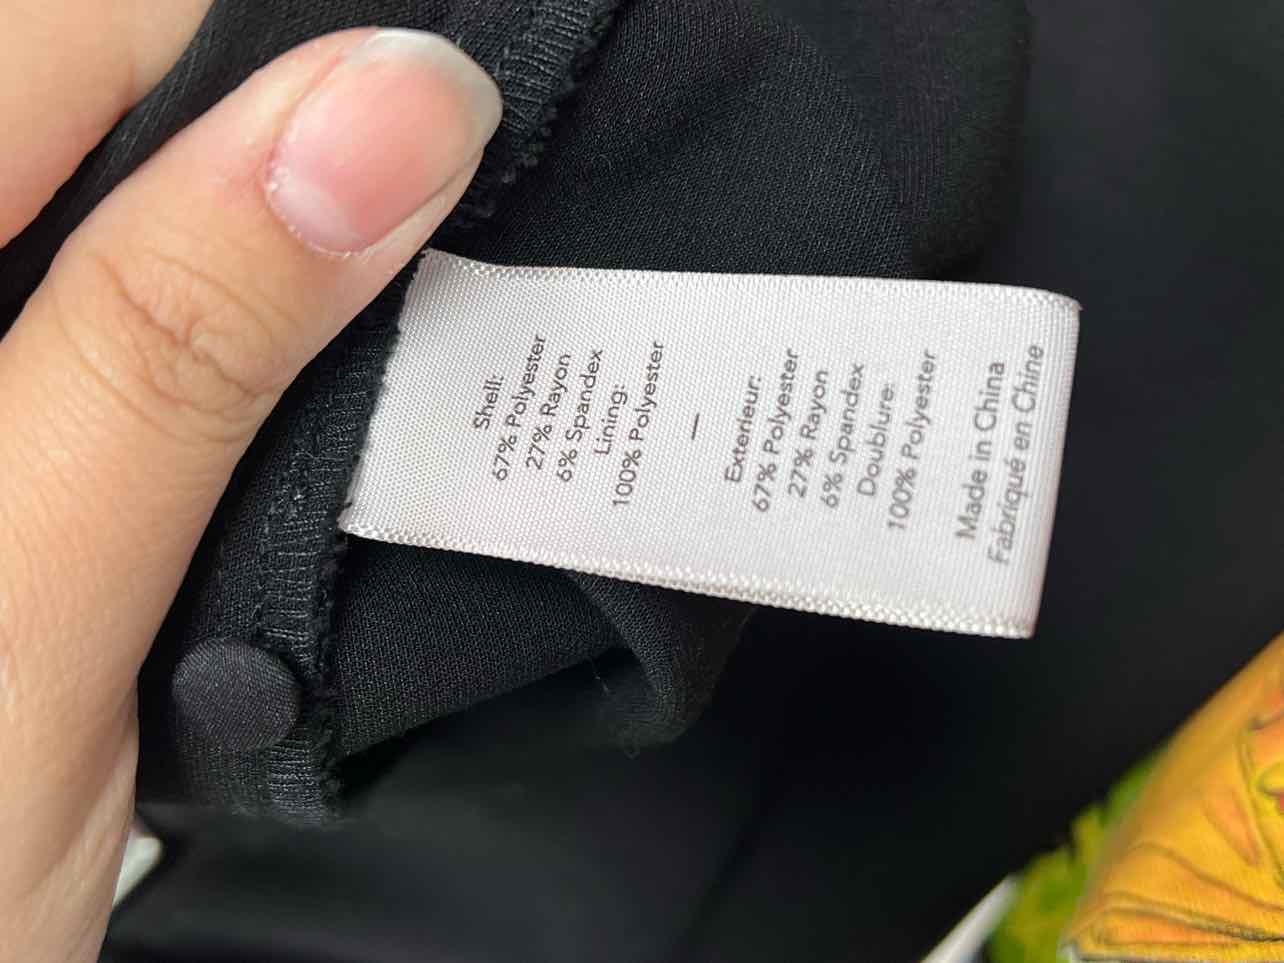 Shell:
67% Polyester
27% Rayon
6% Spandex
Lining:
100% Polyester
—
Exterieur:
67% Polyester
27% Rayon
6% Spandex
Doublure:
100% Polyester
Made in China
Fabriqué en Chine